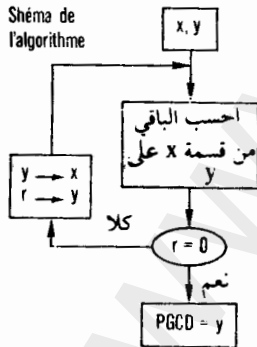 Shéma de
l'algorithme
x, y
احسب الباقي
من قسمة x على
y
y → x
r → y
كلا
r = 0
نعم
PGCD = y